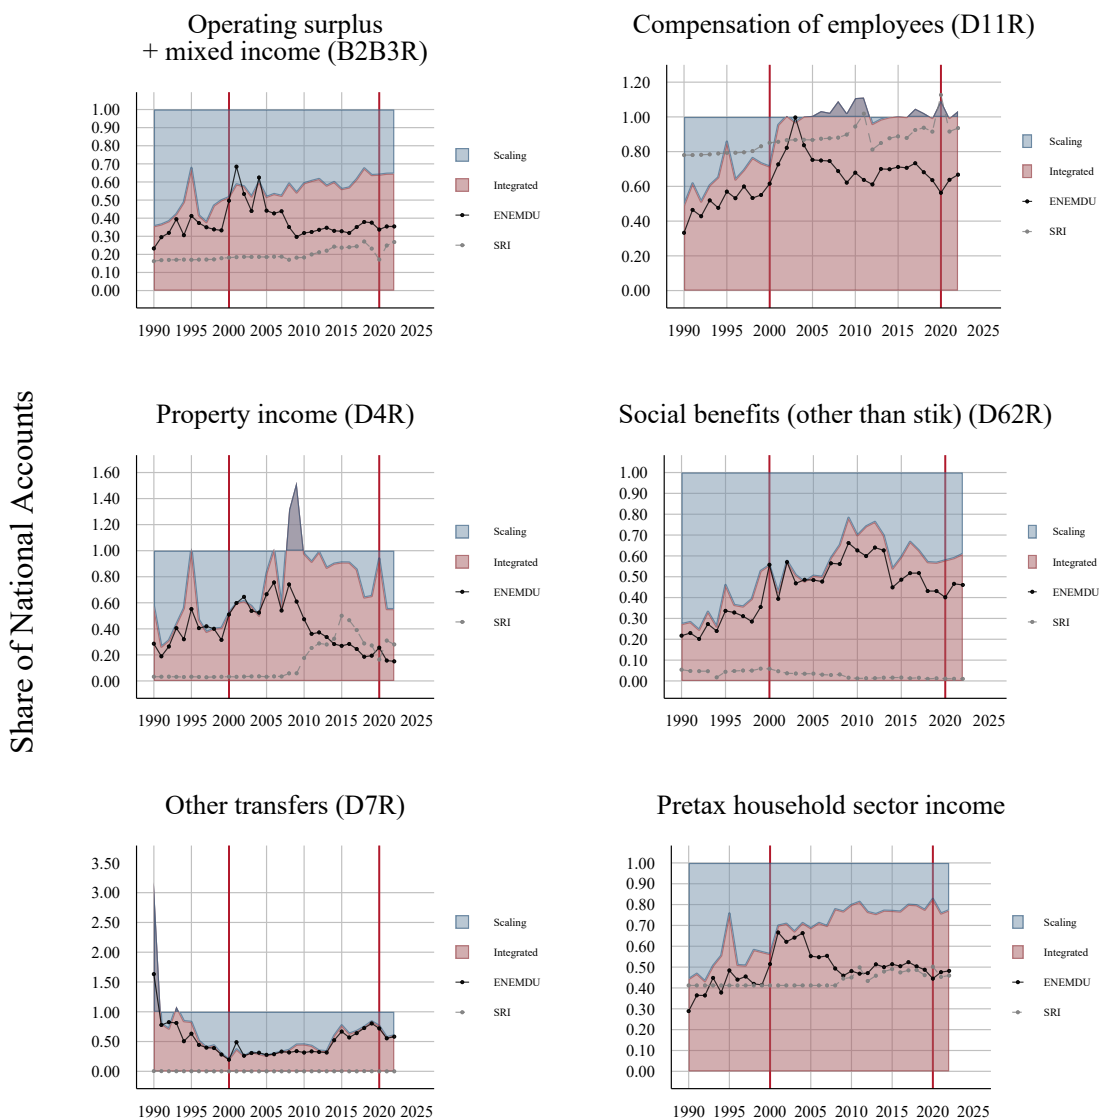 Share of National Accounts
Operating surplus
+ mixed income (B2B3R)
1.00
0.90
0.80
0.70
0.60
0.50
0.40
0.30
0.20
0.10
0.00
1990 1995 2000 2005 2010 2015 2020 2025
Scaling
Integrated
ENEMDU
SRI
Compensation of employees (D11R)
1.20
1.00
0.80
0.60
0.40
0.20
0.00
1990 1995 2000 2005 2010 2015 2020 2025
Scaling
Integrated
ENEMDU
SRI
Property income (D4R)
1.60
1.40
1.20
1.00
0.80
0.60
0.40
0.20
0.00
1990 1995 2000 2005 2010 2015 2020 2025
Scaling
Integrated
ENEMDU
SRI
Social benefits (other than stik) (D62R)
1.00
0.90
0.80
0.70
0.60
0.50
0.40
0.30
0.20
0.10
0.00
1990 1995 2000 2005 2010 2015 2020 2025
Scaling
Integrated
ENEMDU
SRI
Other transfers (D7R)
3.50
3.00
2.50
2.00
1.50
1.00
0.50
0.00
1990 1995 2000 2005 2010 2015 2020 2025
Scaling
Integrated
ENEMDU
SRI
Pretax household sector income
1.00
0.90
0.80
0.70
0.60
0.50
0.40
0.30
0.20
0.10
0.00
1990 1995 2000 2005 2010 2015 2020 2025
Scaling
Integrated
ENEMDU
SRI